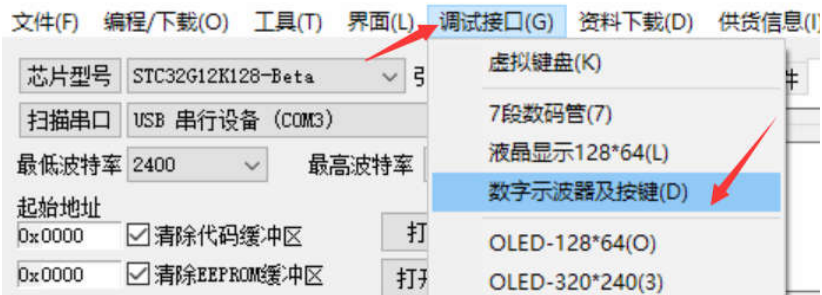 文件(F) 编程/下载(O) 工具(T) 界面(L) 调试接口(G) 资料下载(D) 供货信息(I)
芯片型号 STC32G12K128-Beta 引
虚拟键盘(K)
件
扫描串口 USB 串行设备 (COM3)
7段数码管(7)
最低波特率 2400 最高波特率
液晶显示128*64(L)
数字示波器及按键(D)
起始地址
0x0000 清除代码缓冲区 打
OLED-128*64(O)
0x0000 清除EEPROM缓冲区 打开
OLED-320*240(3)